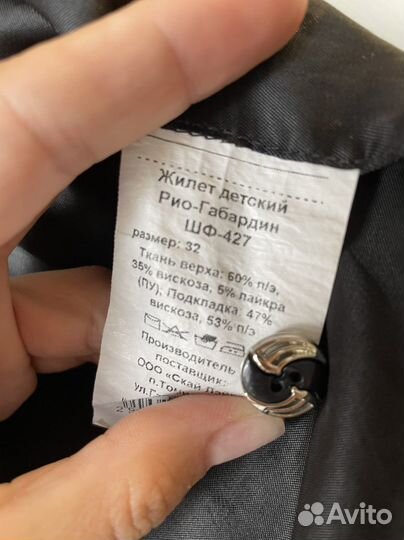 Жилет детский
Рио-Габардин
ШФ-427
размер: 32
Ткань верха: 60% п/э,
35% вискоза, 5% лайкра
(ПУ), Подкладка: 47%
вискоза, 53% п/э
Производитель
поставщик:
ООО «Скай
п.Том
ул.Г
Avito